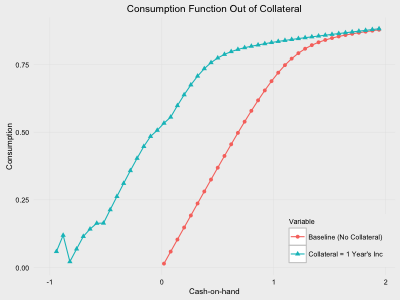 Consumption Function Out of Collateral
0.75
0.50
0.25
0.00
Consumption
-1
0
1
2
Cash-on-hand
Variable
Baseline (No Collateral)
Collateral = 1 Year's Inc